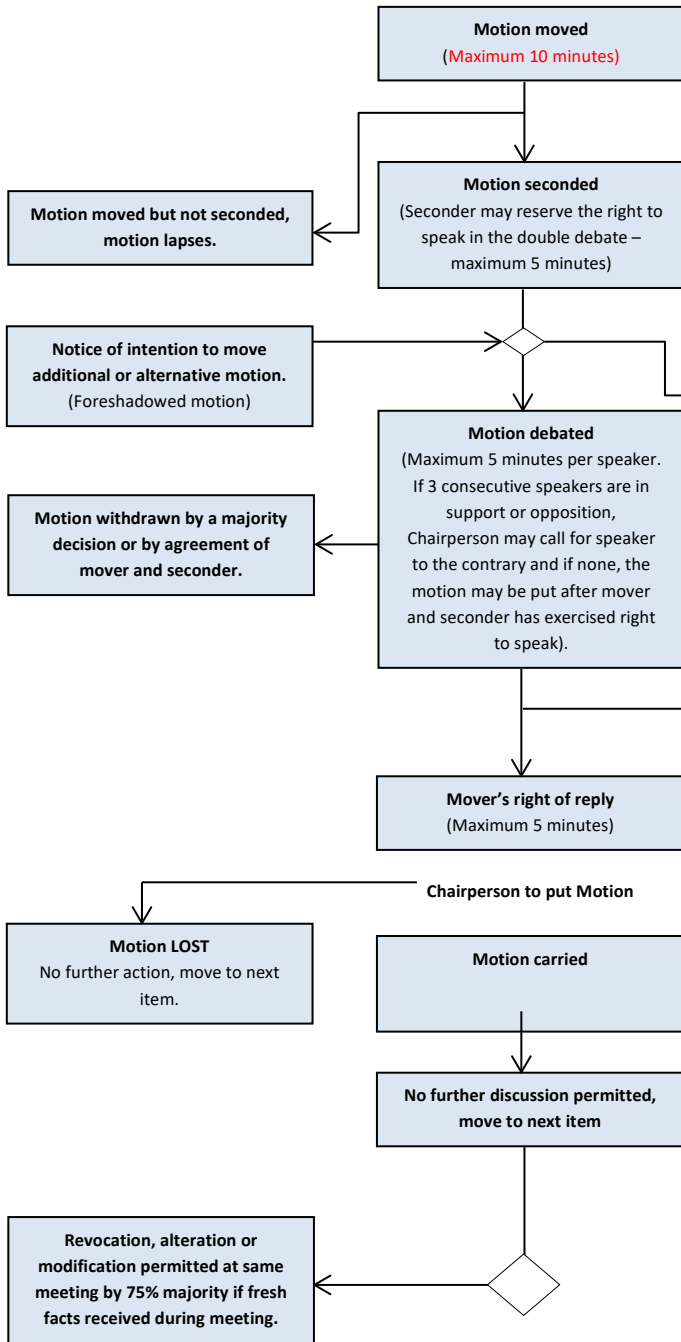 Motion moved
(Maximum 10 minutes)
Motion seconded
(Seconder may reserve the right to
speak in the double debate –
maximum 5 minutes)
Motion moved but not seconded,
motion lapses.
Notice of intention to move
additional or alternative motion.
(Foreshadowed motion)
Motion debated
(Maximum 5 minutes per speaker.
If 3 consecutive speakers are in
support or opposition,
Chairperson may call for speaker
to the contrary and if none, the
motion may be put after mover
and seconder has exercised right
to speak).
Motion withdrawn by a majority
decision or by agreement of
mover and seconder.
Mover’s right of reply
(Maximum 5 minutes)
Chairperson to put Motion
Motion LOST
No further action, move to next
item.
Motion carried
No further discussion permitted,
move to next item
Revocation, alteration or
modification permitted at same
meeting by 75% majority if fresh
facts received during meeting.